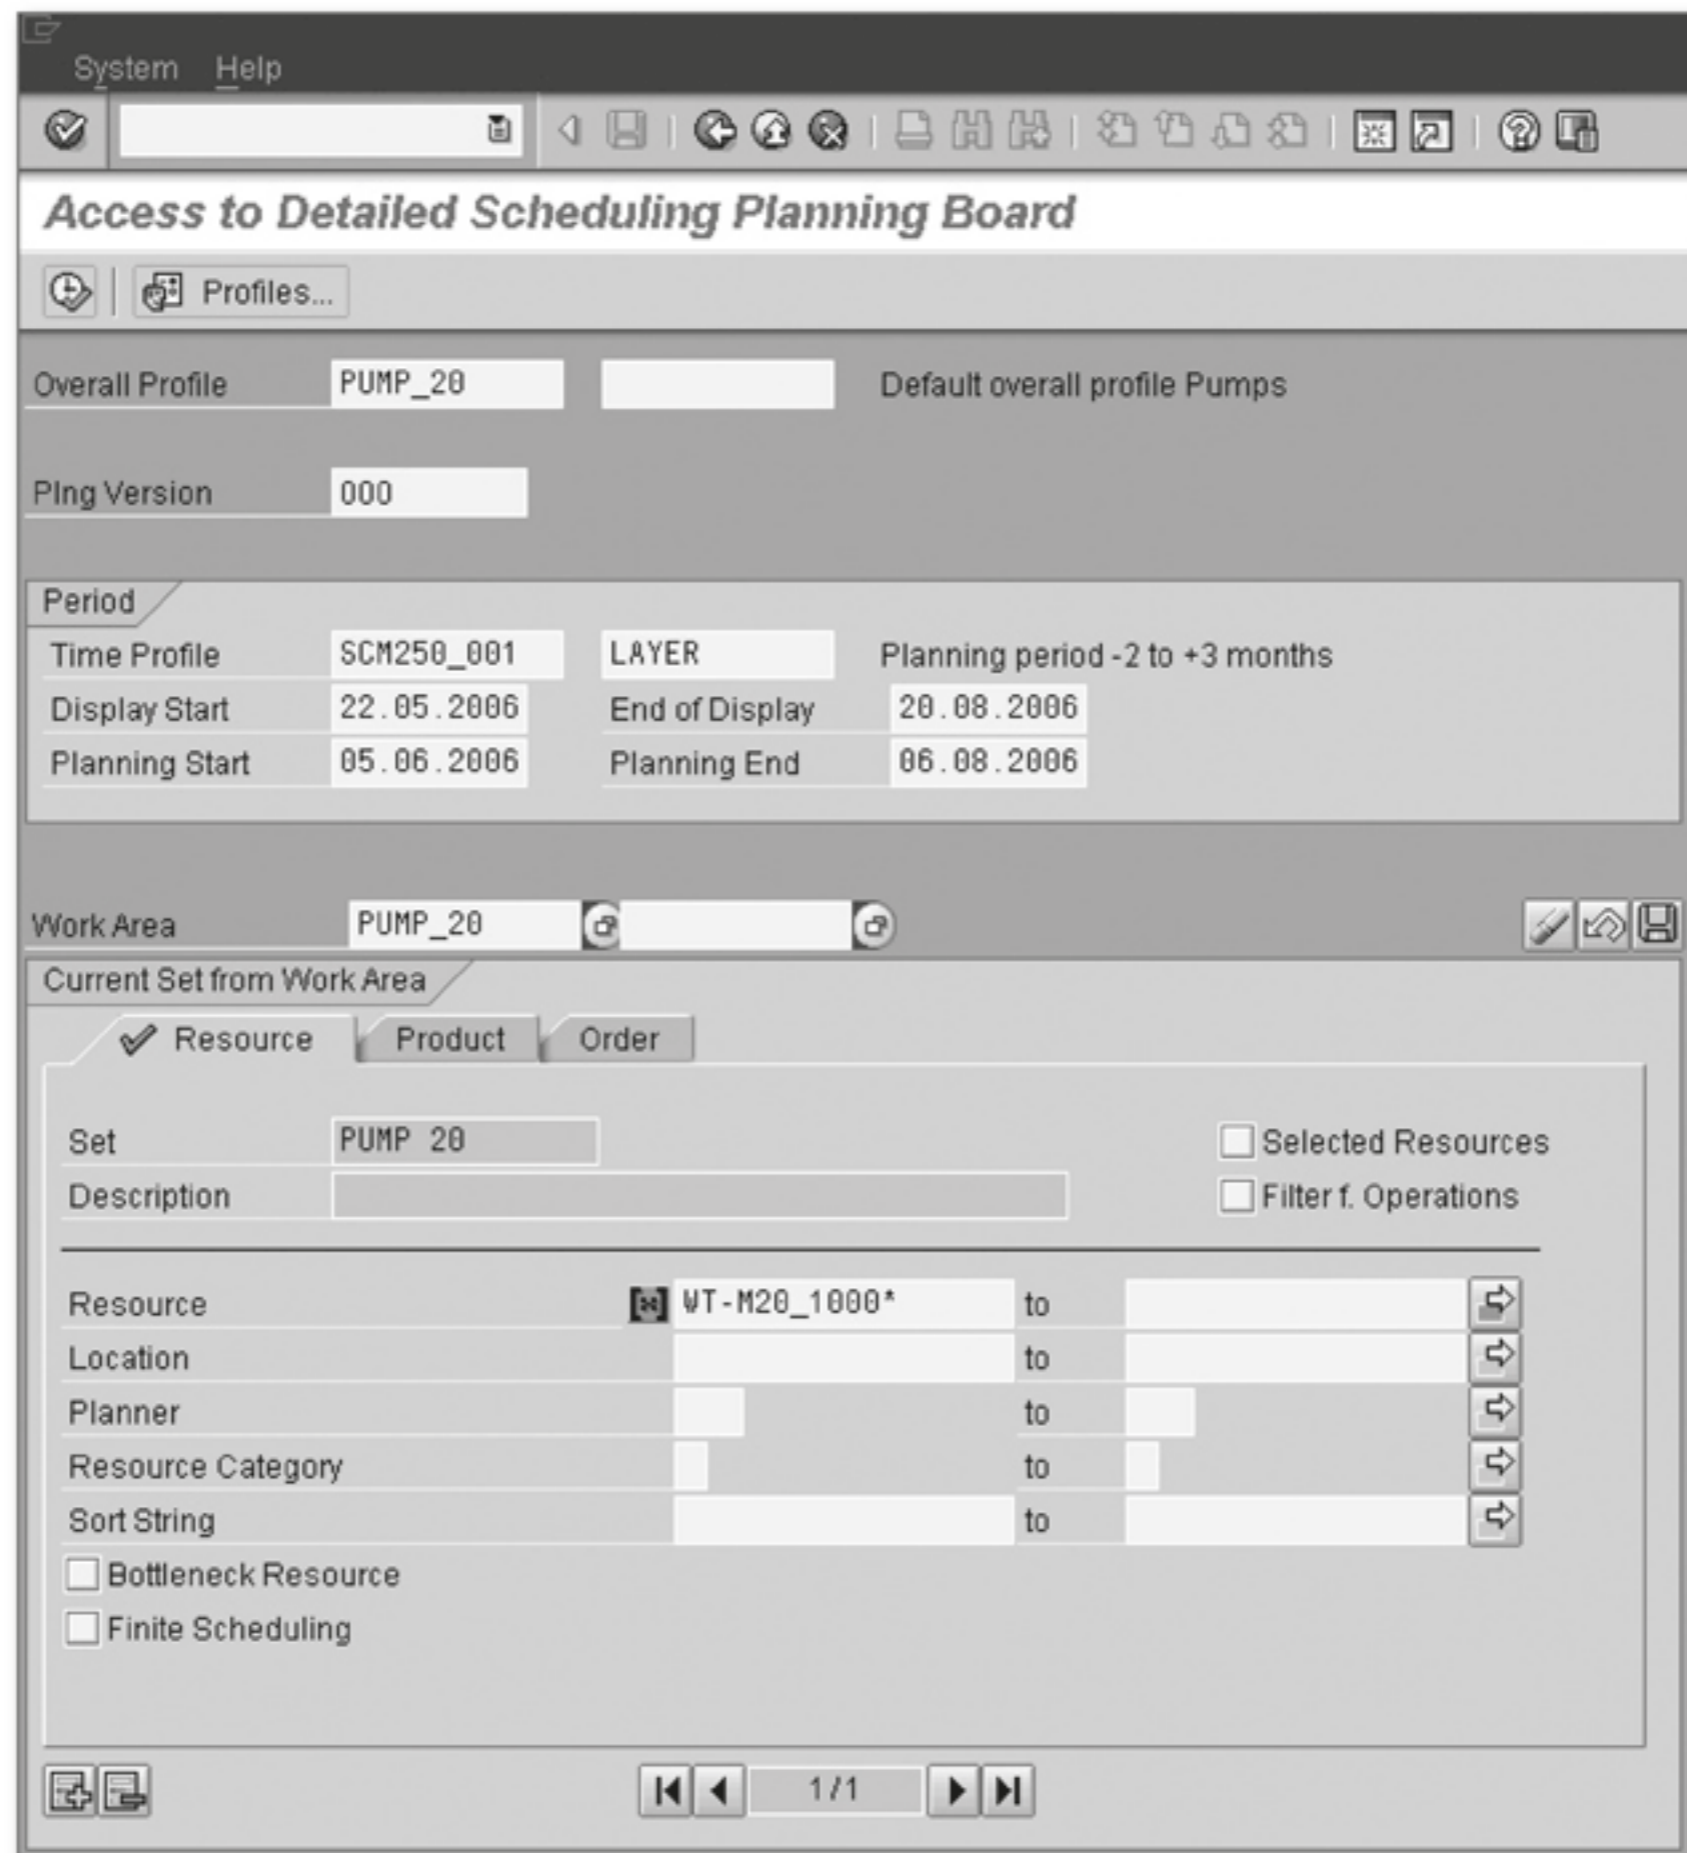 System Help
Access to Detailed Scheduling Planning Board
Profiles...
Overall Profile PUMP_20 Default overall profile Pumps
Plng Version 000
Period
Time Profile SCM250_001 LAYER Planning period -2 to +3 months
Display Start 22.05.2006 End of Display 20.08.2006
Planning Start 05.06.2006 Planning End 06.08.2006
Work Area PUMP_20
Current Set from Work Area
Resource Product Order
Set PUMP 20 Selected Resources
Description Filter f. Operations
Resource WT-M20_1000* to
Location to
Planner to
Resource Category to
Sort String to
Bottleneck Resource
Finite Scheduling
1/1